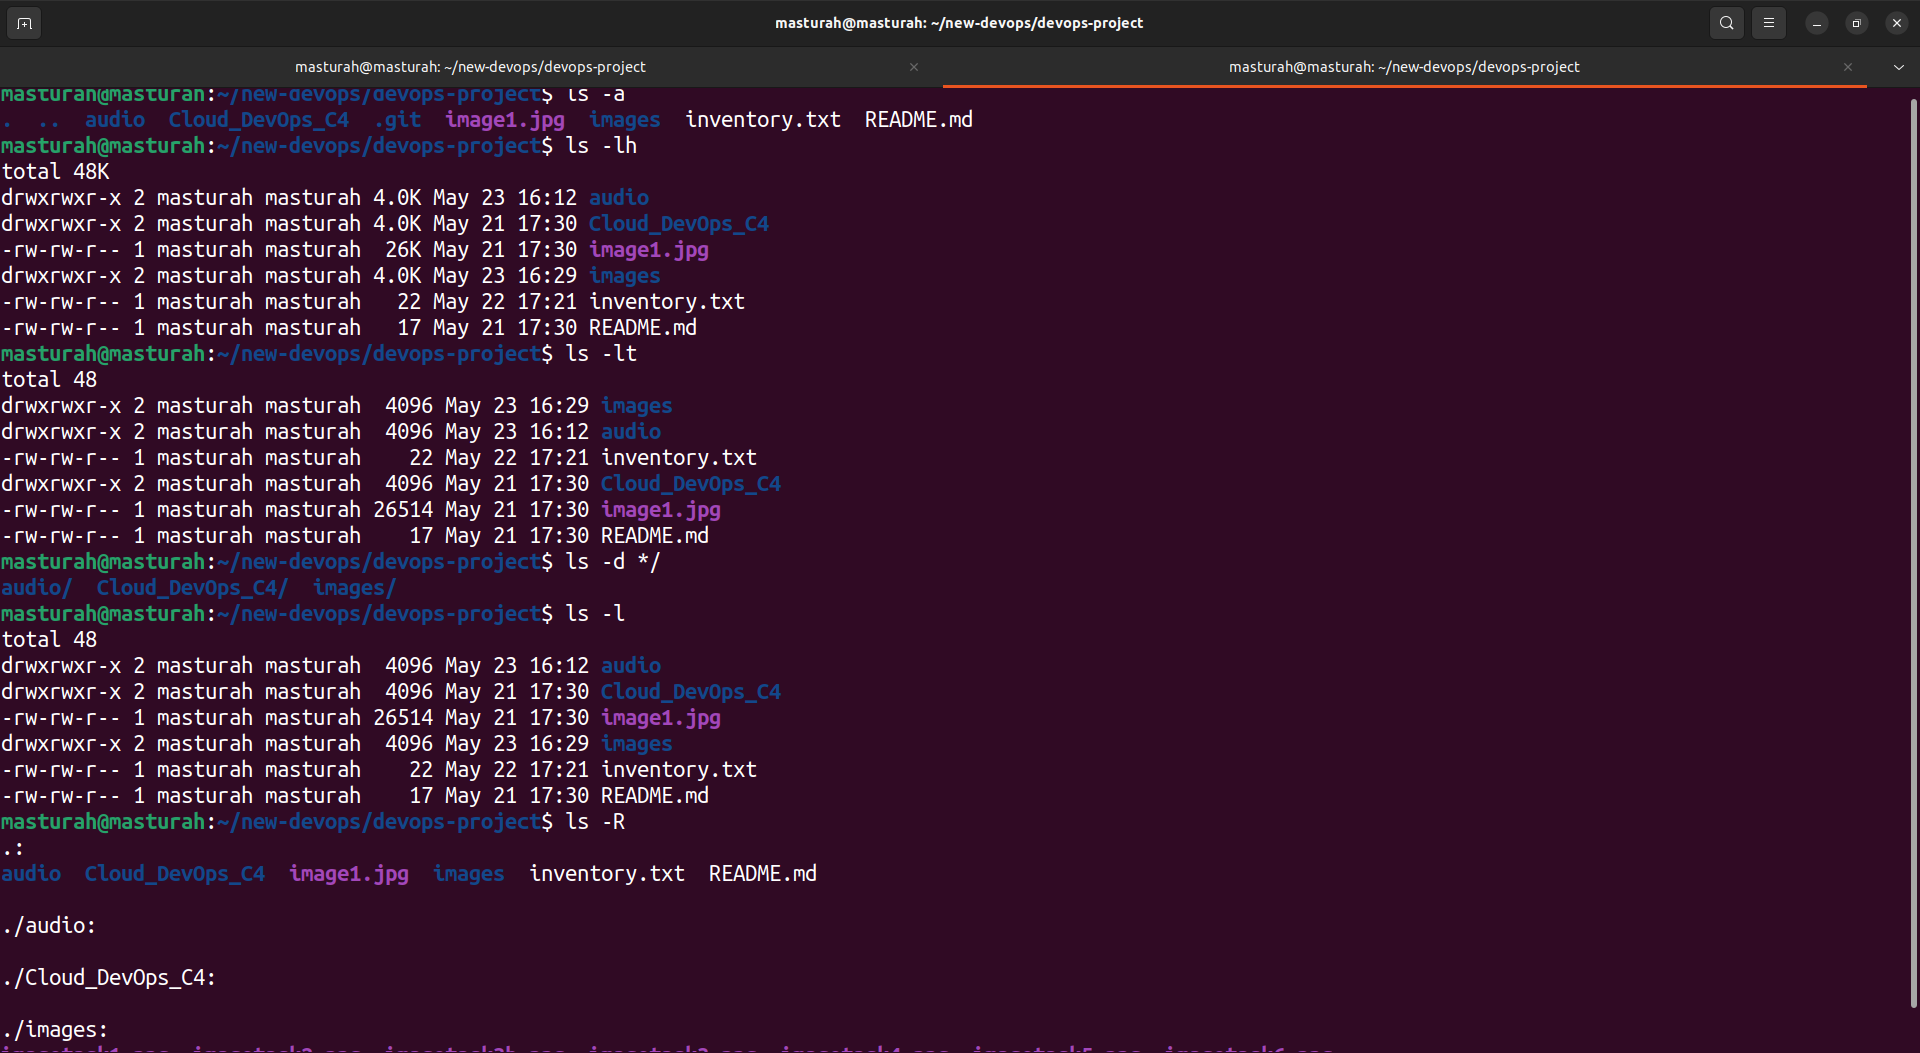 masturah@masturah: ~/new-devops/devops-project
masturah@masturah: ~/new-devops/devops-project × masturah@masturah: ~/new-devops/devops-project ×
masturah@masturah:~/new-devops/devops-project$ ls -a
.  ..  audio  Cloud_DevOps_C4  .git  image1.jpg  images  inventory.txt  README.md
masturah@masturah:~/new-devops/devops-project$ ls -lh
total 48K
drwxrwxr-x 2 masturah masturah 4.0K May 23 16:12 audio
drwxrwxr-x 2 masturah masturah 4.0K May 21 17:30 Cloud_DevOps_C4
-rw-rw-r-- 1 masturah masturah  26K May 21 17:30 image1.jpg
drwxrwxr-x 2 masturah masturah 4.0K May 23 16:29 images
-rw-rw-r-- 1 masturah masturah   22 May 22 17:21 inventory.txt
-rw-rw-r-- 1 masturah masturah   17 May 21 17:30 README.md
masturah@masturah:~/new-devops/devops-project$ ls -lt
total 48
drwxrwxr-x 2 masturah masturah  4096 May 23 16:29 images
drwxrwxr-x 2 masturah masturah  4096 May 23 16:12 audio
-rw-rw-r-- 1 masturah masturah    22 May 22 17:21 inventory.txt
drwxrwxr-x 2 masturah masturah  4096 May 21 17:30 Cloud_DevOps_C4
-rw-rw-r-- 1 masturah masturah 26514 May 21 17:30 image1.jpg
-rw-rw-r-- 1 masturah masturah    17 May 21 17:30 README.md
masturah@masturah:~/new-devops/devops-project$ ls -d */
audio/  Cloud_DevOps_C4/  images/
masturah@masturah:~/new-devops/devops-project$ ls -l
total 48
drwxrwxr-x 2 masturah masturah  4096 May 23 16:12 audio
drwxrwxr-x 2 masturah masturah  4096 May 21 17:30 Cloud_DevOps_C4
-rw-rw-r-- 1 masturah masturah 26514 May 21 17:30 image1.jpg
drwxrwxr-x 2 masturah masturah  4096 May 23 16:29 images
-rw-rw-r-- 1 masturah masturah    22 May 22 17:21 inventory.txt
-rw-rw-r-- 1 masturah masturah    17 May 21 17:30 README.md
masturah@masturah:~/new-devops/devops-project$ ls -R
.:
audio  Cloud_DevOps_C4  image1.jpg  images  inventory.txt  README.md
./audio:
./Cloud_DevOps_C4:
./images: